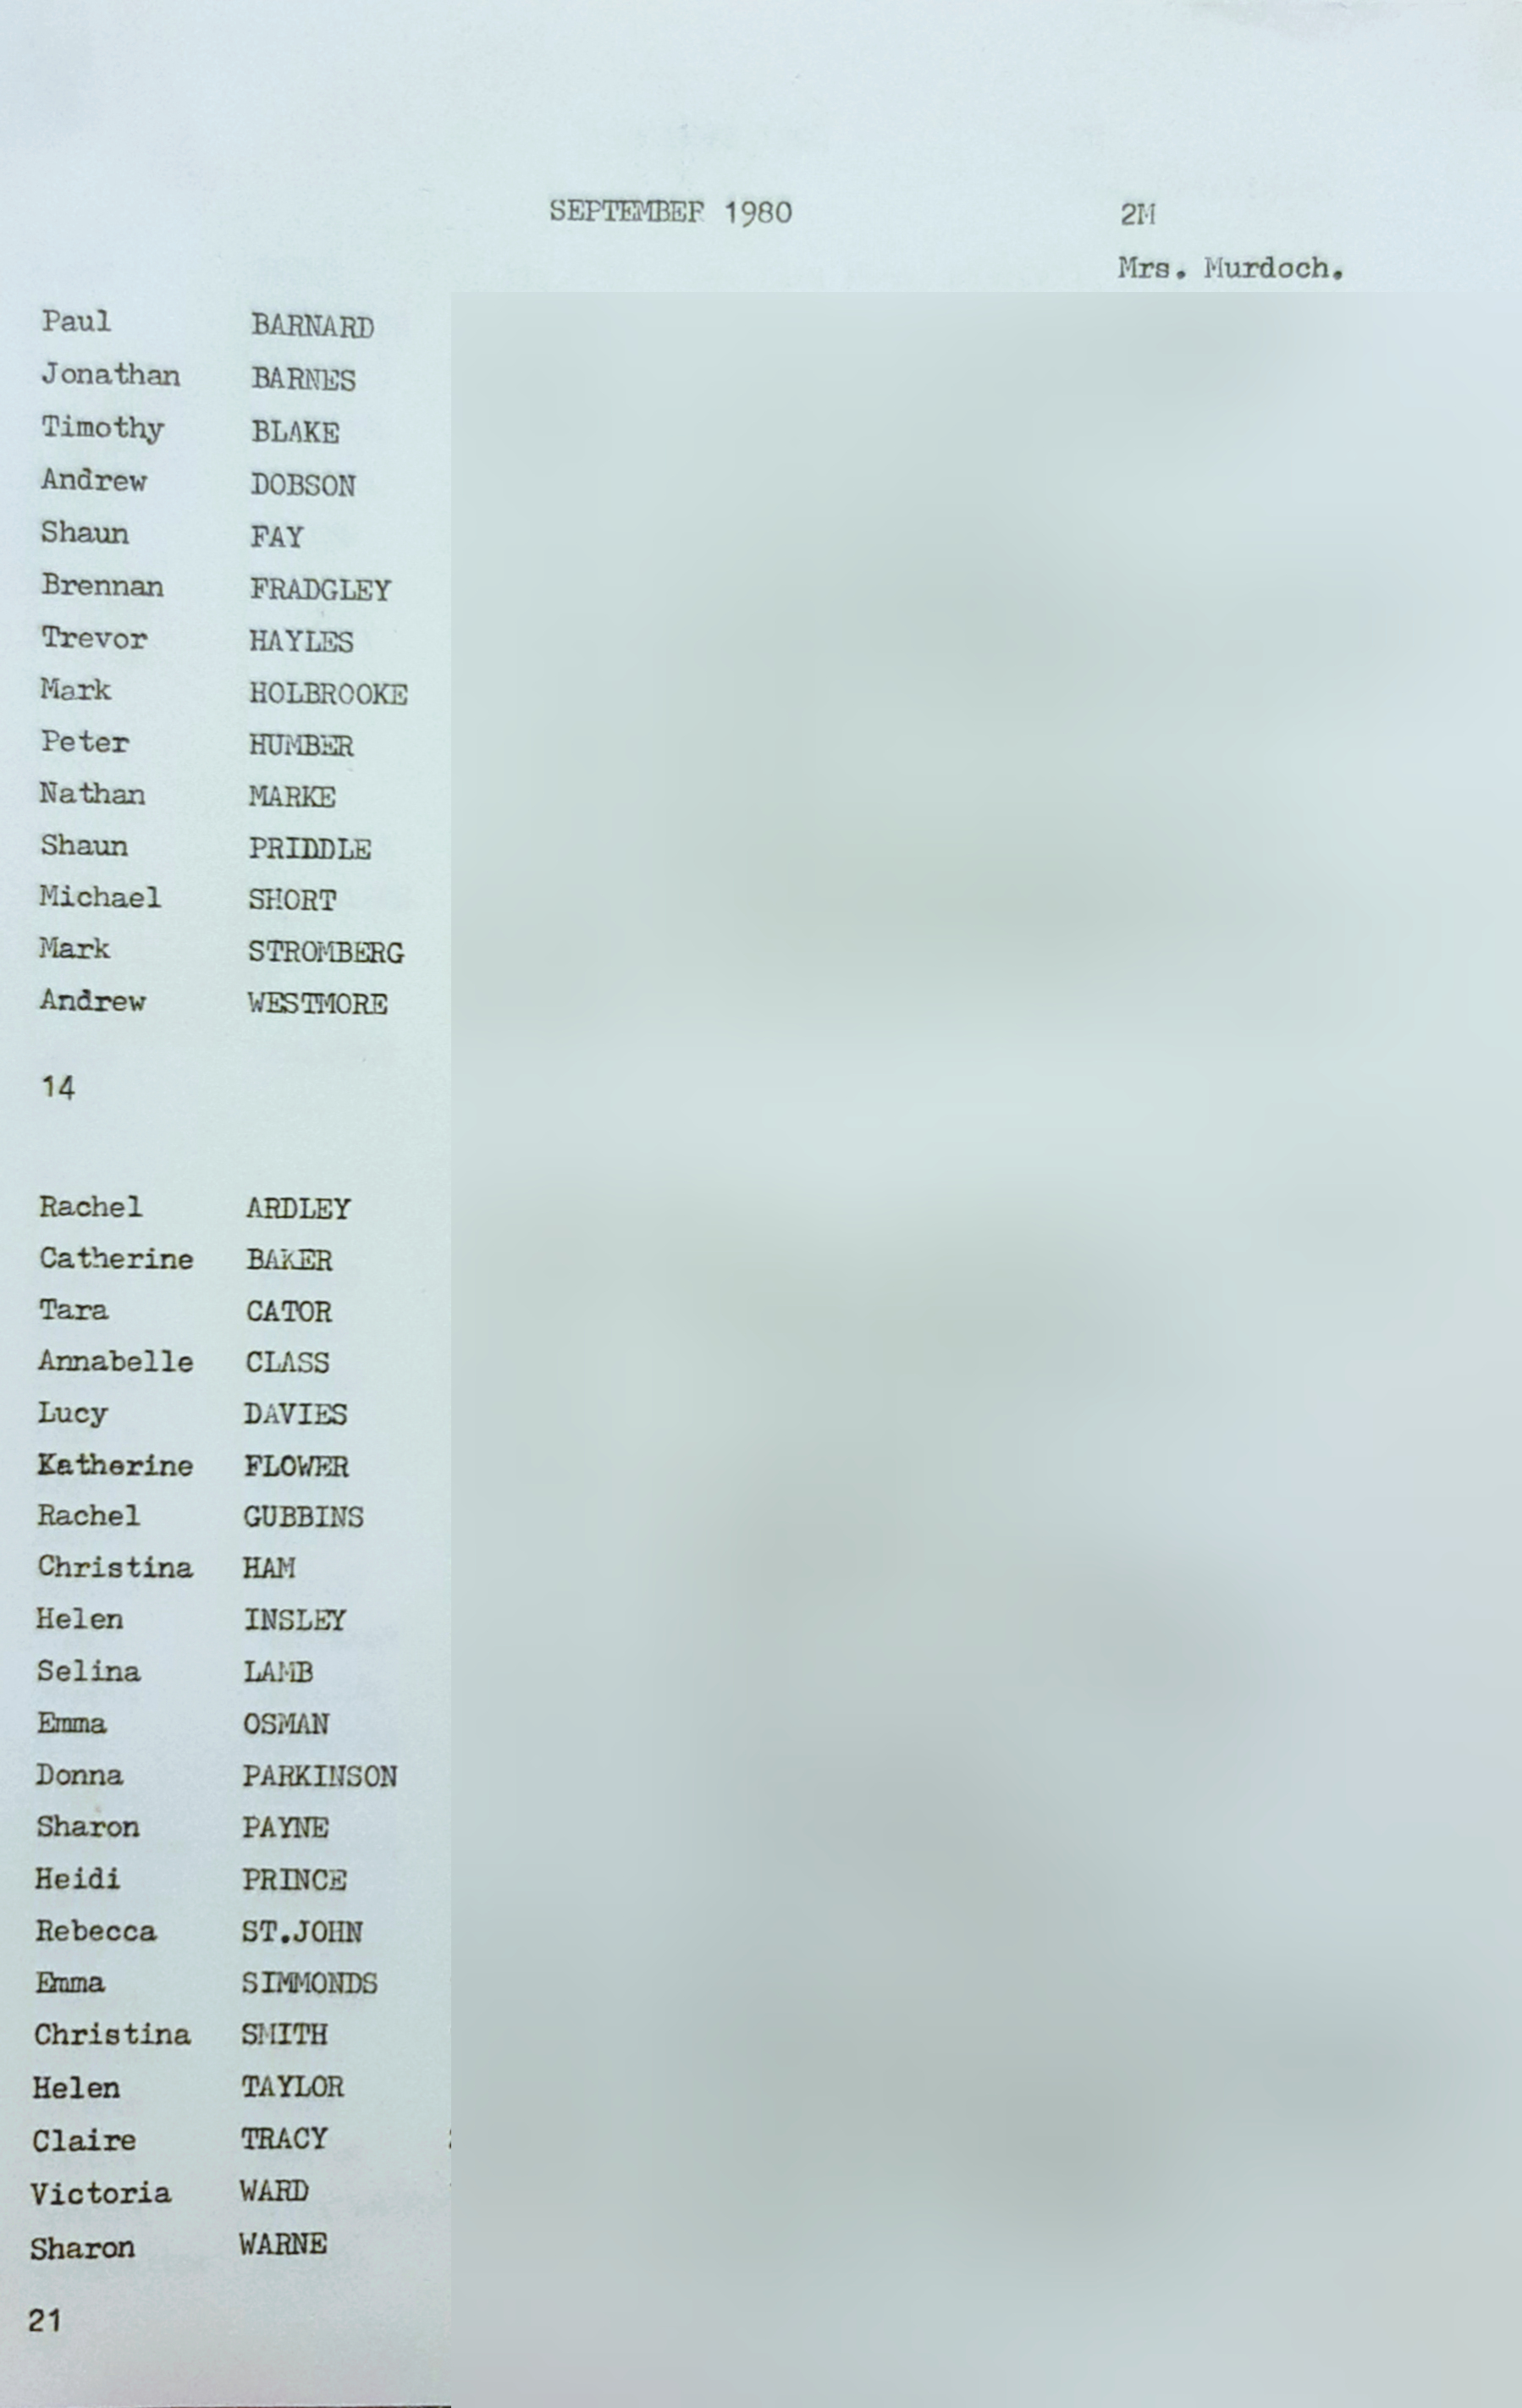 SEPTEMBER 1980 2M
Mrs. Murdoch.
Paul BARNARD
Jonathan BARNES
Timothy BLAKE
Andrew DOBSON
Shaun FAY
Brennan FRADGLEY
Trevor HAYLES
Mark HOLBROOKE
Peter HUMBER
Nathan MARKE
Shaun PRIDDLE
Michael SHORT
Mark STROMBERG
Andrew WESTMORE
14
Rachel ARDLEY
Catherine BAKER
Tara CATOR
Annabelle CLASS
Lucy DAVIES
Katherine FLOWER
Rachel GUBBINS
Christina HAM
Helen INSLEY
Selina LAMB
Emma OSMAN
Donna PARKINSON
Sharon PAYNE
Heidi PRINCE
Rebecca ST.JOHN
Emma SIMMONDS
Christina SMITH
Helen TAYLOR
Claire TRACY
Victoria WARD
Sharon WARNE
21